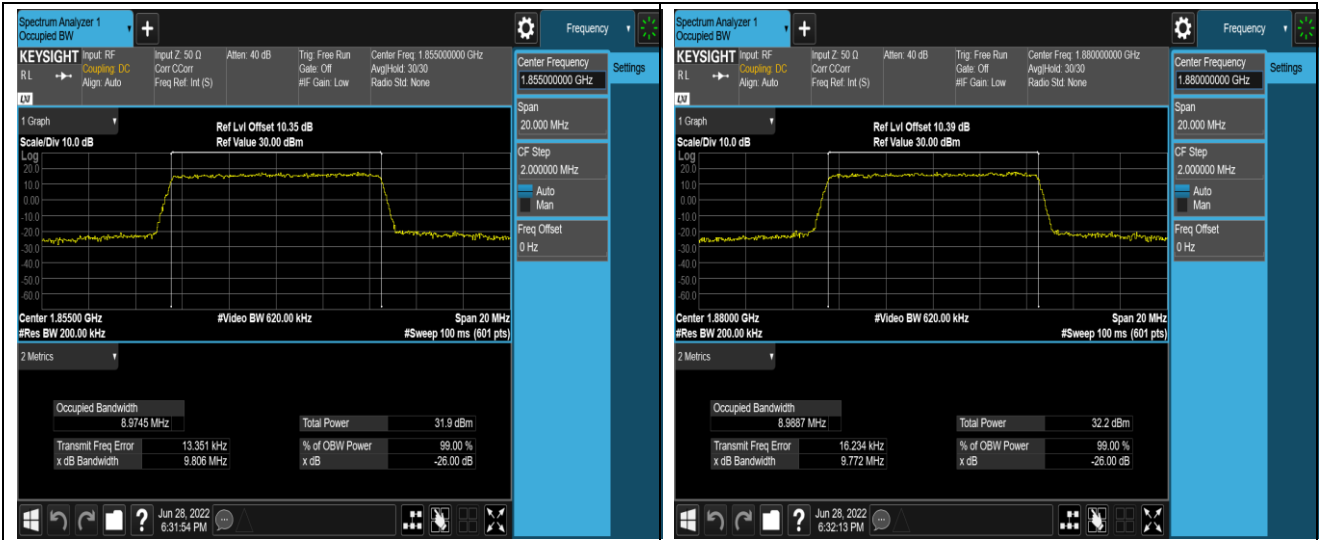 Spectrum Analyzer 1
Occupied BW
+
Frequency
KEYSIGHT
RL
Input: RF
Coupling: DC
Align: Auto
Input Z: 50 Ω
Corr CCorr
Freq Ref: Int (S)
Atten: 40 dB
Trig: Free Run
Gate: Off
#IF Gain: Low
Center Freq: 1.855000000 GHz
Avg|Hold: 30/30
Radio Std: None
Center Frequency
1.855000000 GHz
Settings
Span
20.000 MHz
CF Step
2.000000 MHz
Auto
Man
Freq Offset
0 Hz
LXI
1 Graph
Scale/Div 10.0 dB
Ref Lvl Offset 10.35 dB
Ref Value 30.00 dBm
Log
20.0
10.0
0.00
-10.0
-20.0
-30.0
-40.0
-50.0
-60.0
Center 1.85500 GHz
#Video BW 620.00 kHz
Span 20 MHz
#Res BW 200.00 kHz
#Sweep 100 ms (601 pts)
2 Metrics
Occupied Bandwidth
8.9745 MHz
Total Power 31.9 dBm
Transmit Freq Error 13.351 kHz
% of OBW Power 99.00 %
x dB Bandwidth 9.806 MHz
x dB -26.00 dB
?
Jun 28, 2022
6:31:54 PM
Spectrum Analyzer 1
Occupied BW
+
Frequency
KEYSIGHT
RL
Input: RF
Coupling: DC
Align: Auto
Input Z: 50 Ω
Corr CCorr
Freq Ref: Int (S)
Atten: 40 dB
Trig: Free Run
Gate: Off
#IF Gain: Low
Center Freq: 1.880000000 GHz
Avg|Hold: 30/30
Radio Std: None
Center Frequency
1.880000000 GHz
Settings
Span
20.000 MHz
CF Step
2.000000 MHz
Auto
Man
Freq Offset
0 Hz
LXI
1 Graph
Scale/Div 10.0 dB
Ref Lvl Offset 10.39 dB
Ref Value 30.00 dBm
Log
20.0
10.0
0.00
-10.0
-20.0
-30.0
-40.0
-50.0
-60.0
Center 1.88000 GHz
#Video BW 620.00 kHz
Span 20 MHz
#Res BW 200.00 kHz
#Sweep 100 ms (601 pts)
2 Metrics
Occupied Bandwidth
8.9887 MHz
Total Power 32.2 dBm
Transmit Freq Error 16.234 kHz
% of OBW Power 99.00 %
x dB Bandwidth 9.772 MHz
x dB -26.00 dB
?
Jun 28, 2022
6:32:13 PM